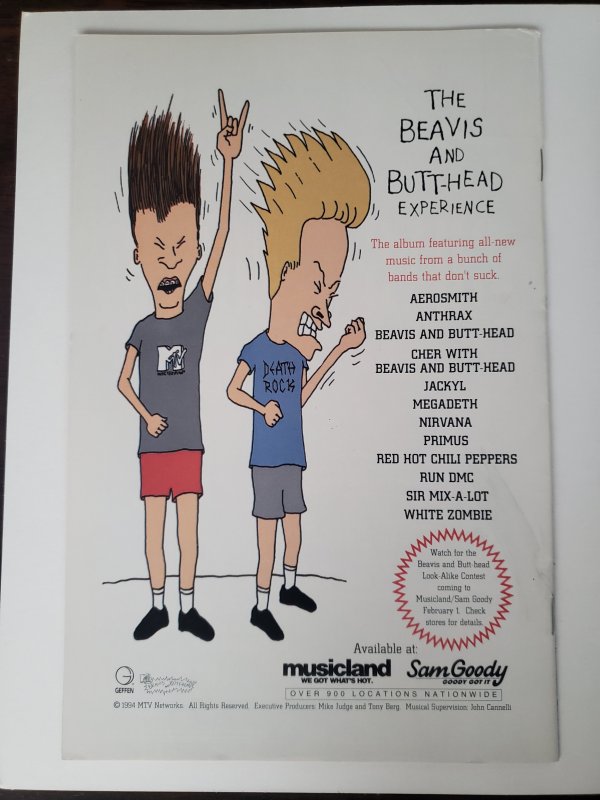 THE
BEAVIS
AND
BUTT-HEAD
EXPERIENCE
The album featuring all-new
music from a bunch of
bands that don't suck.
AEROSMITH
ANTHRAX
BEAVIS AND BUTT-HEAD
CHER WITH
BEAVIS AND BUTT-HEAD
JACKYL
MEGADETH
NIRVANA
PRIMUS
RED HOT CHILI PEPPERS
RUN DMC
SIR MIX-A-LOT
WHITE ZOMBIE
MTV
MUSIC TELEVISION
DEATH
ROCK
Watch for the
Beavis and Butt-head
Look-Alike Contest
coming to
Musicland/Sam Goody
February 1. Check
stores for details.
Available at:
musicland
WE GOT WHAT'S HOT.
Sam Goody
GOODY GOT IT
OVER 900 LOCATIONS NATIONWIDE
G
GEFFEN
© 1994 MTV Networks. All Rights Reserved. Executive Producers: Mike Judge and Tony Berg. Musical Supervision: John Cannelli